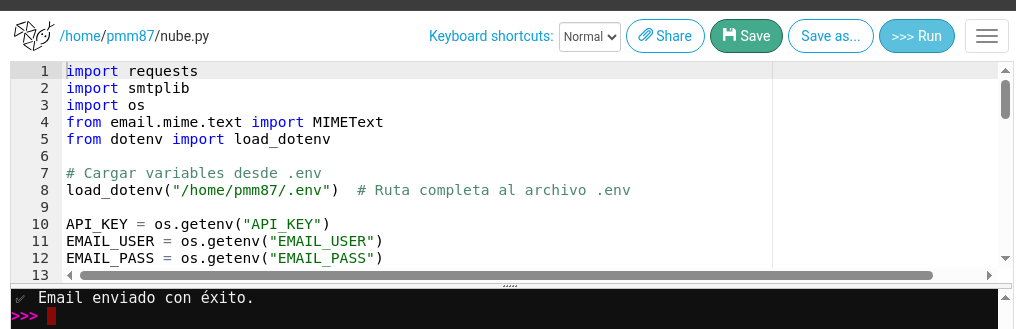 /home/pmm87/nube.py
Keyboard shortcuts: Normal Share Save Save as... >>> Run
1 import requests
2 import smtplib
3 import os
4 from email.mime.text import MIMEText
5 from dotenv import load_dotenv
6
7 # Cargar variables desde .env
8 load_dotenv("/home/pmm87/.env")  # Ruta completa al archivo .env
9
10 API_KEY = os.getenv("API_KEY")
11 EMAIL_USER = os.getenv("EMAIL_USER")
12 EMAIL_PASS = os.getenv("EMAIL_PASS")
13
✅ Email enviado con éxito.
>>>